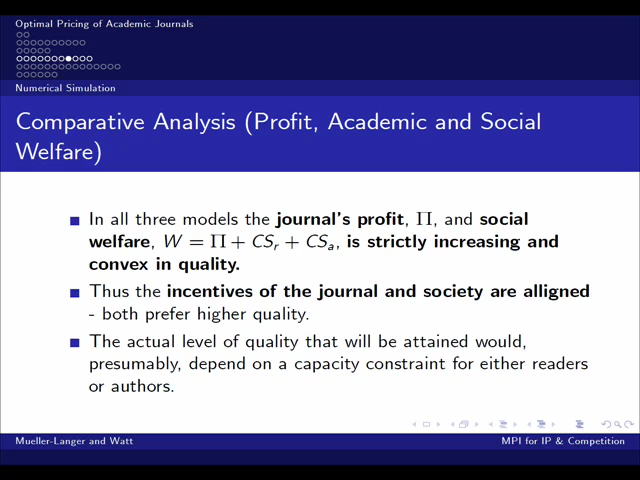 Optimal Pricing of Academic Journals
Numerical Simulation
Comparative Analysis (Profit, Academic and Social
Welfare)
In all three models the journal's profit, Π, and social
welfare, W = Π + CSᵣ + CSₐ, is strictly increasing and
convex in quality.
Thus the incentives of the journal and society are alligned
- both prefer higher quality.
The actual level of quality that will be attained would,
presumably, depend on a capacity constraint for either readers
or authors.
Mueller-Langer and Watt
MPI for IP & Competition